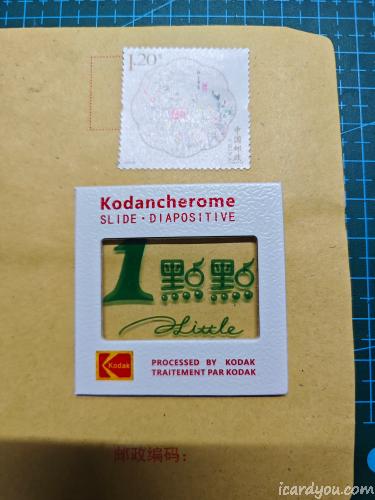 1.20
中国邮政
Kodancherome
SLIDE·DIAPOSITIVE
1點點
Little
Kodak
PROCESSED BY KODAK
TRAITEMENT PAR KODAK
邮政编码：
icardyou.com